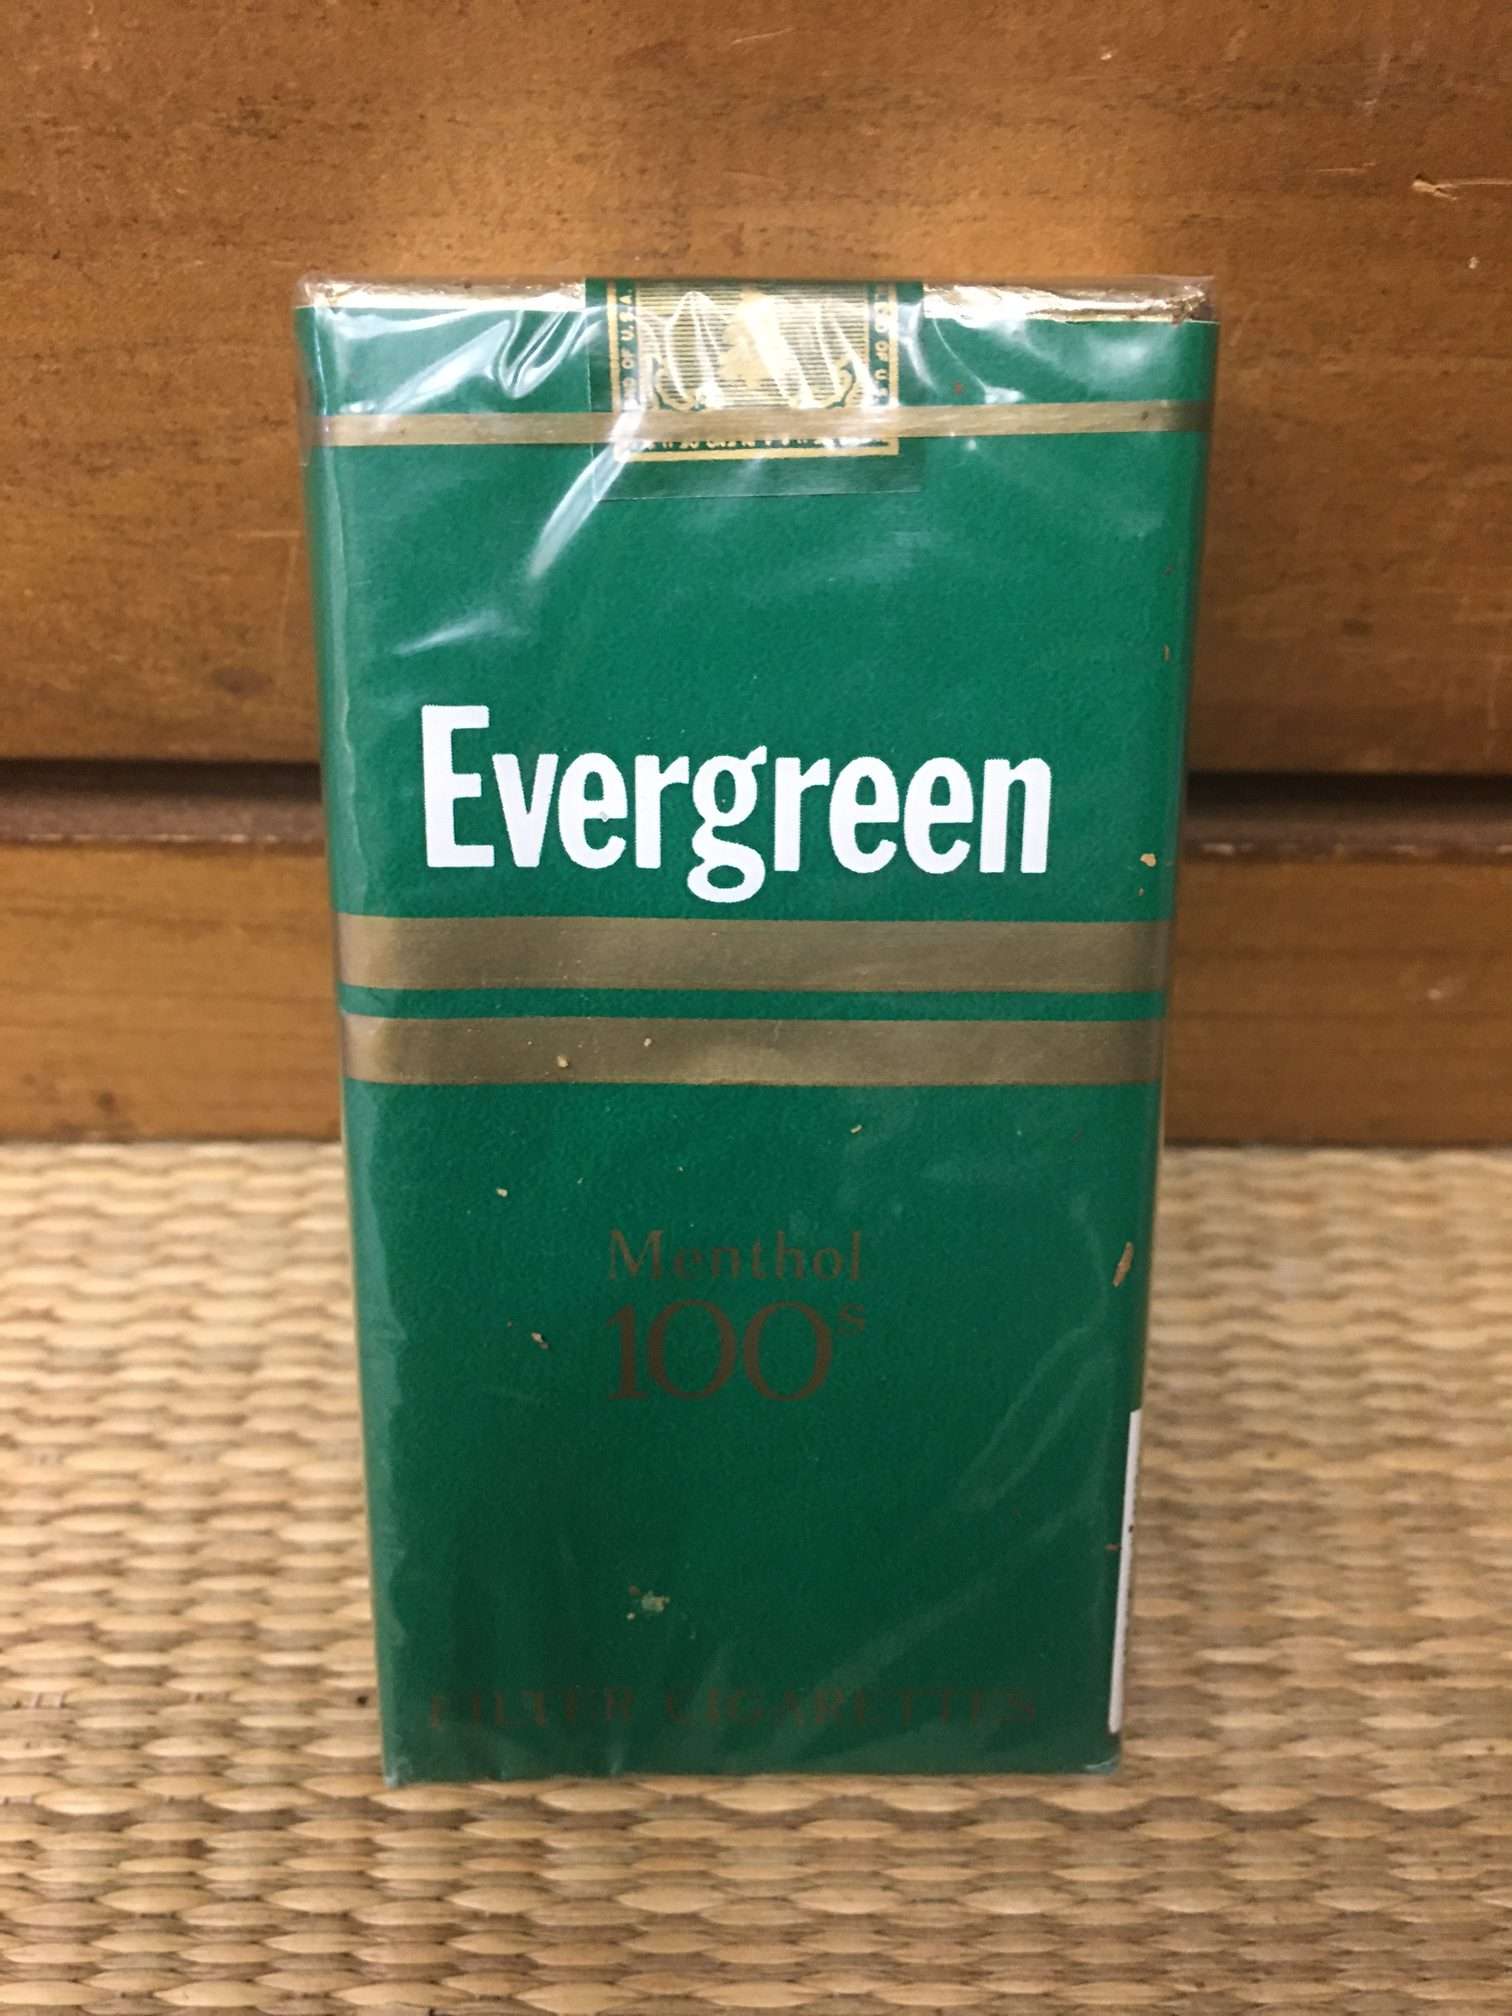 Evergreen
Menthol
100s
FILTER CIGARETTES